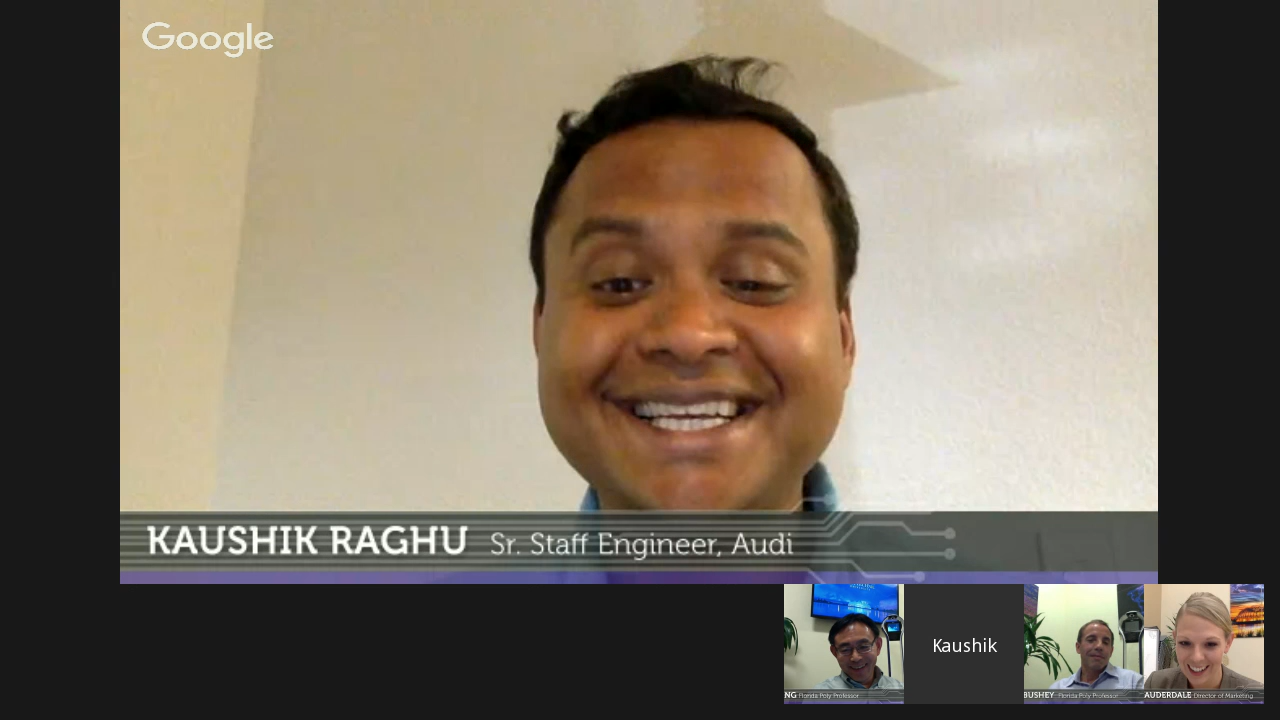 Google
KAUSHIK RAGHU Sr. Staff Engineer, Audi
Kaushik
NG Florida Poly Professor
BUSHEY Florida Poly Professor
AUDERDALE Director of Marketing